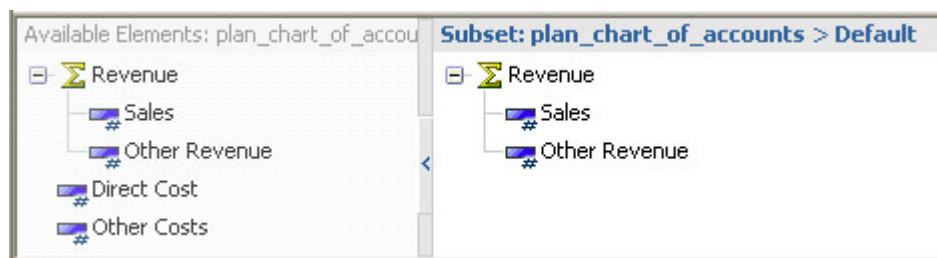 Available Elements: plan_chart_of_accou
Revenue
Sales
Other Revenue
Direct Cost
Other Costs
Subset: plan_chart_of_accounts > Default
Revenue
Sales
Other Revenue